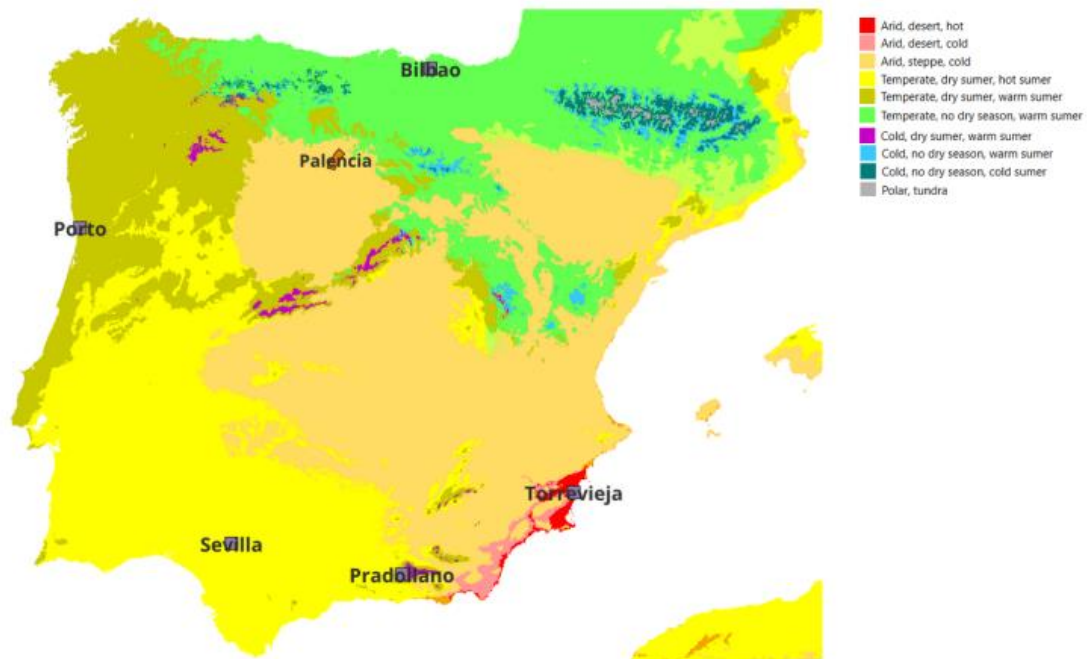 Bilbao
Palencia
Porto
Torrevieja
Sevilla
Pradollano
Arid, desert, hot
Arid, desert, cold
Arid, steppe, cold
Temperate, dry sumer, hot sumer
Temperate, dry sumer, warm sumer
Temperate, no dry season, warm sumer
Cold, dry sumer, warm sumer
Cold, no dry season, warm sumer
Cold, no dry season, cold sumer
Polar, tundra